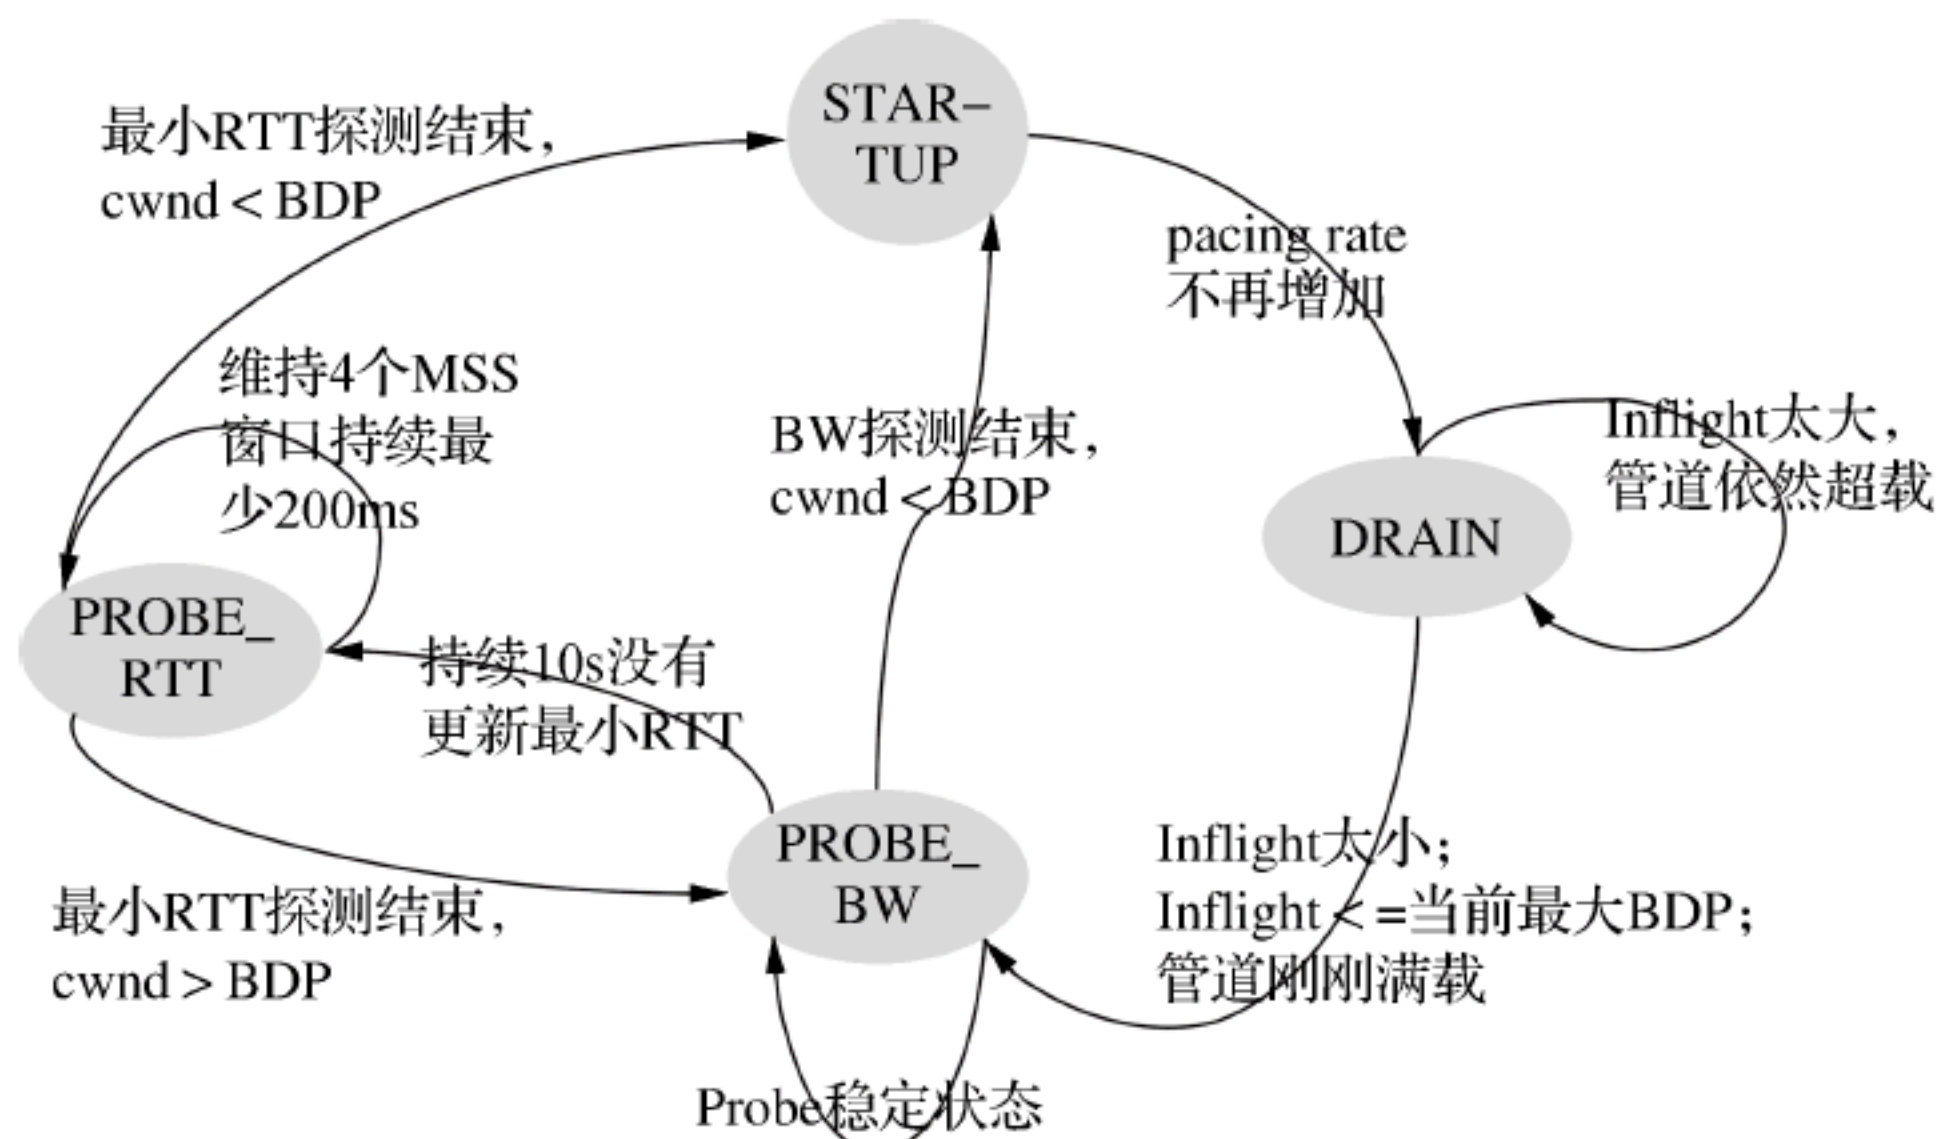 STAR-
TUP
最小RTT探测结束，
cwnd < BDP
pacing rate
不再增加
维持4个MSS
窗口持续最
少200ms
BW探测结束，
cwnd < BDP
Inflight太大，
管道依然超载
DRAIN
PROBE_
RTT
持续10s没有
更新最小RTT
PROBE_
BW
Inflight太小；
Inflight < =当前最大BDP；
管道刚刚满载
最小RTT探测结束，
cwnd > BDP
Probe稳定状态